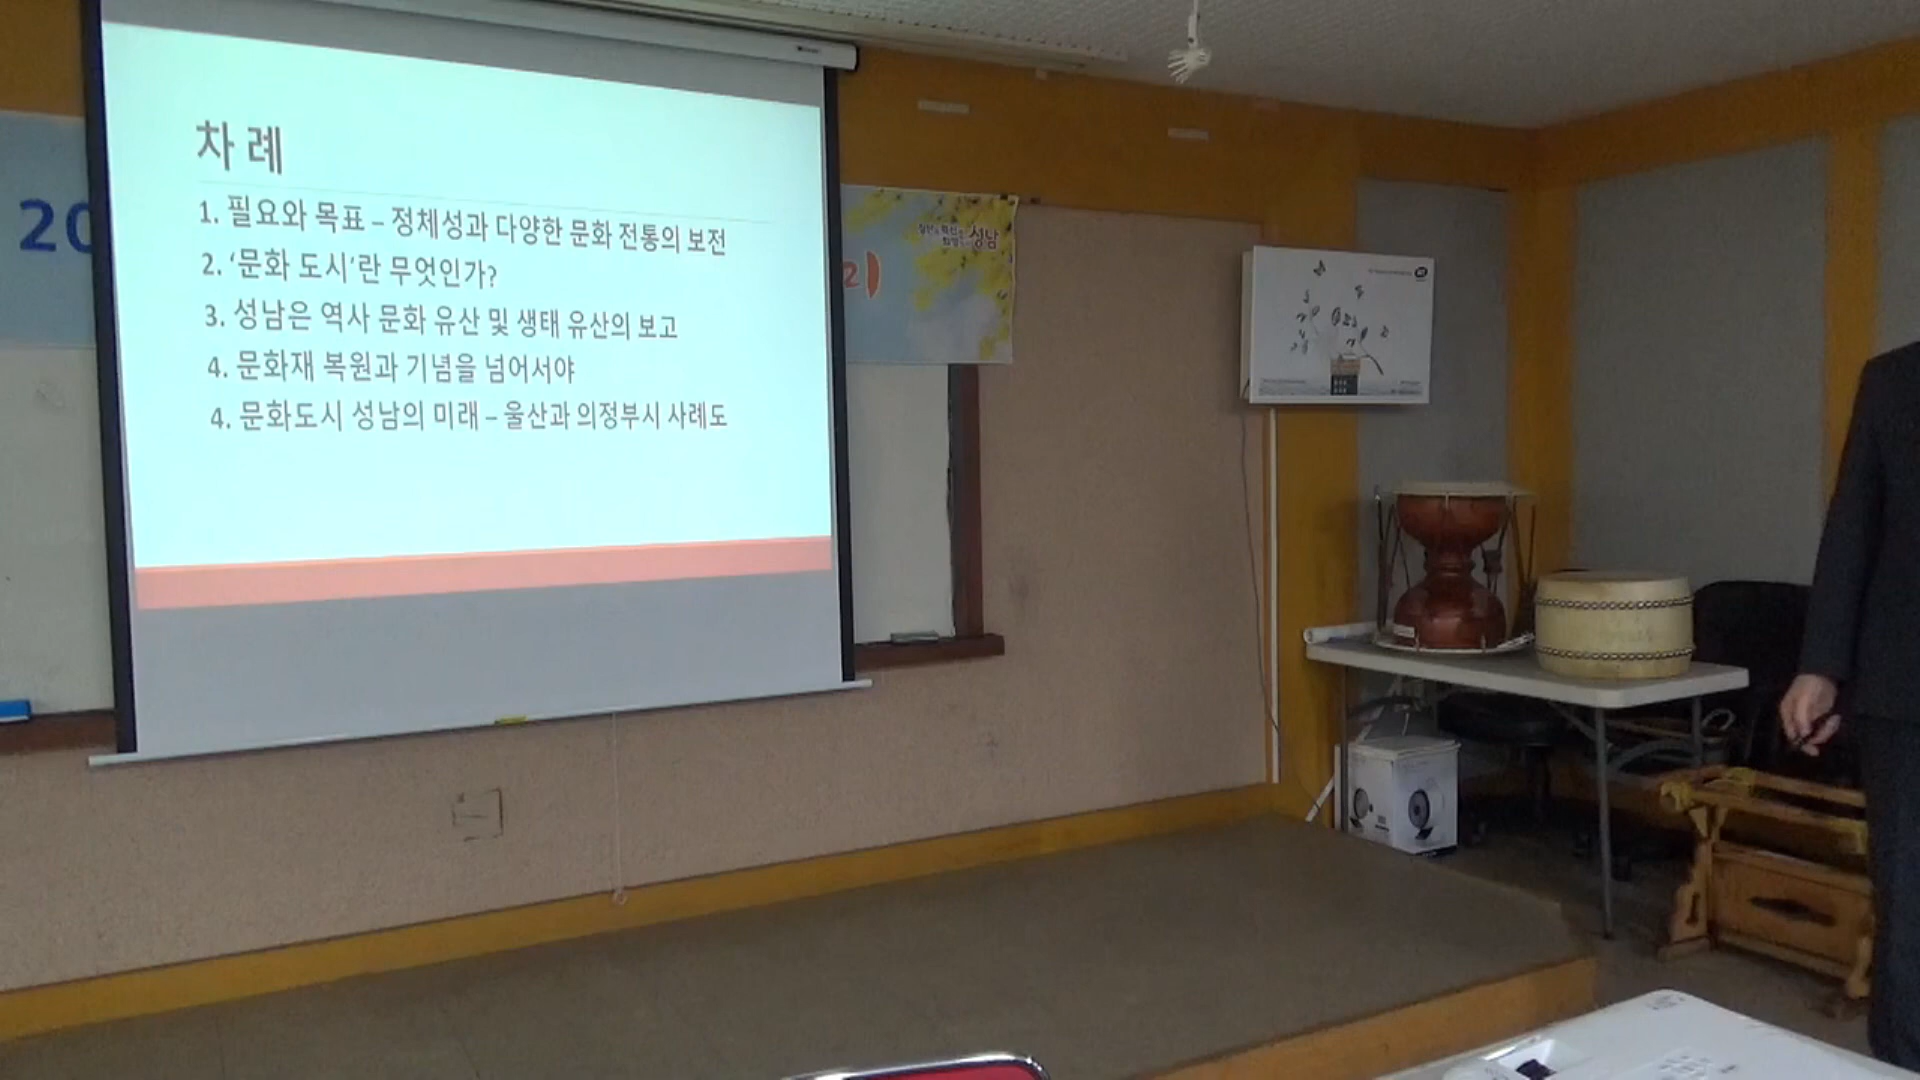 차 례
1. 필요와 목표 – 정체성과 다양한 문화 전통의 보전
2. ‘문화 도시’란 무엇인가?
3. 성남은 역사 문화 유산 및 생태 유산의 보고
4. 문화재 복원과 기념을 넘어서야
4. 문화도시 성남의 미래 – 울산과 의정부시 사례도
20
성남